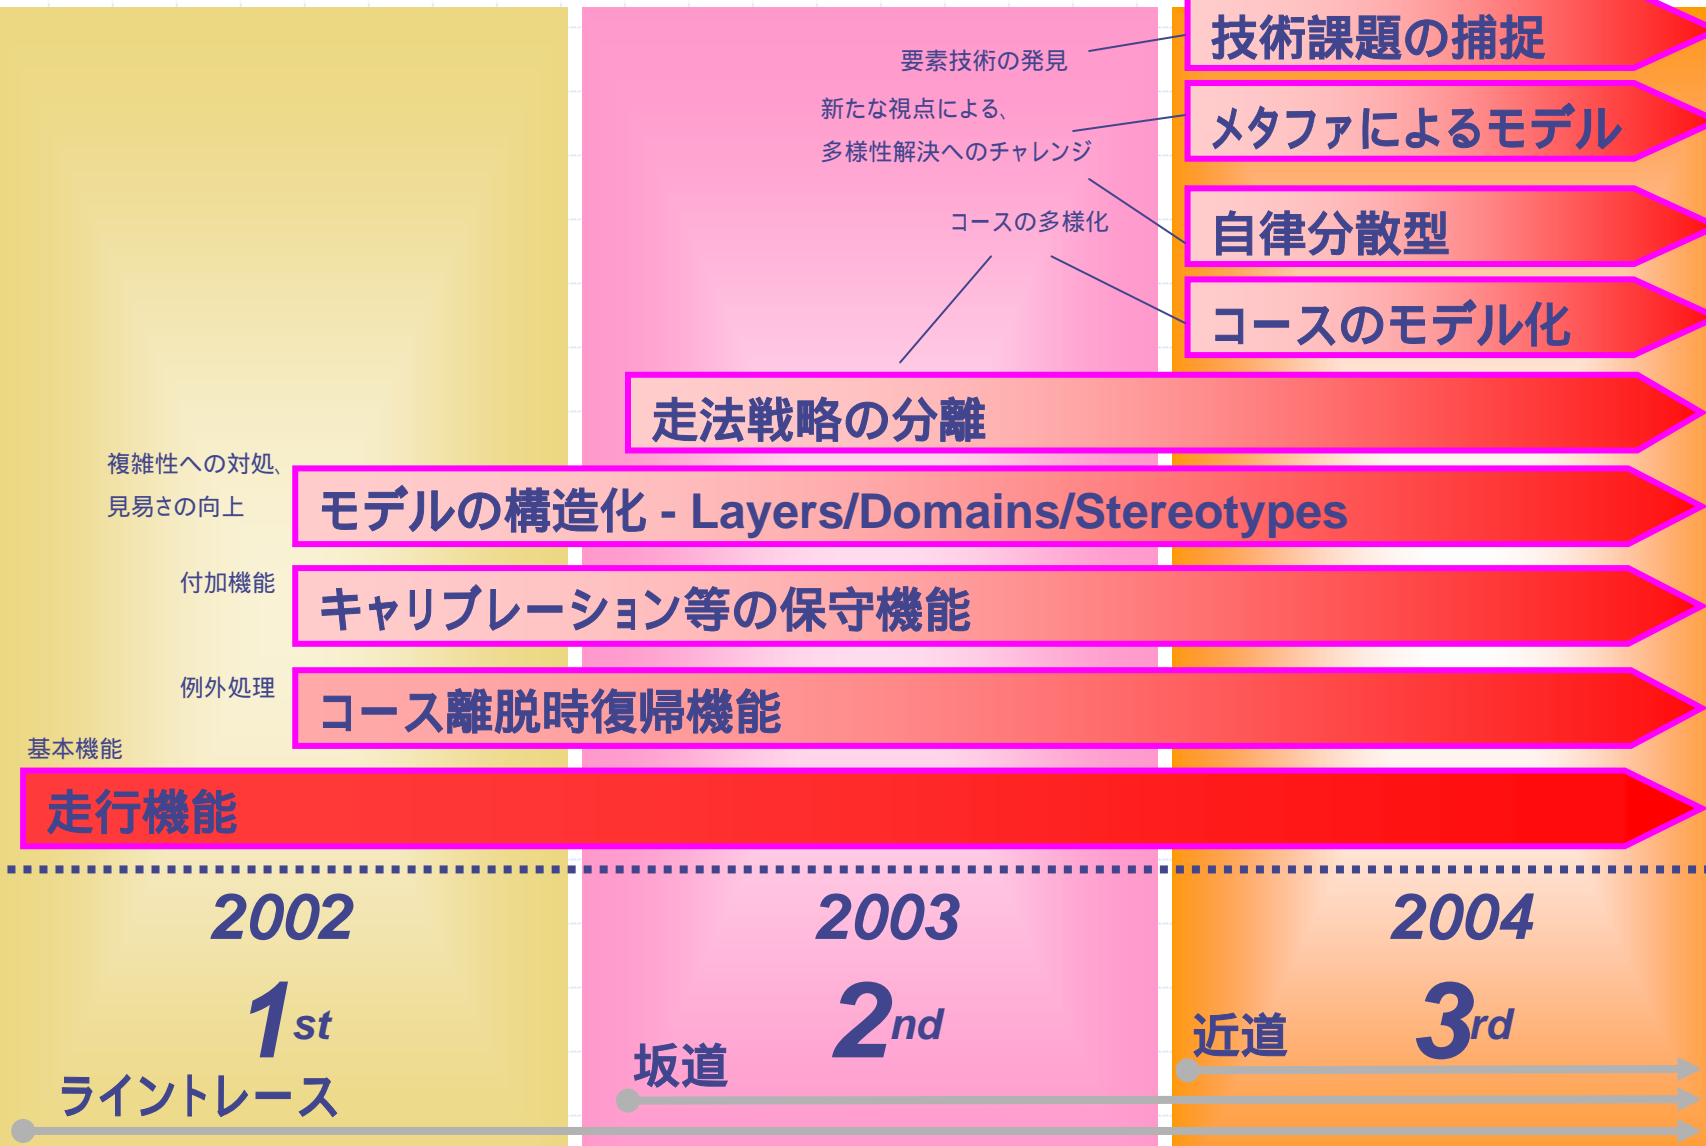 技術課題の捕捉
要素技術の発見
新たな視点による、
メタファによるモデル
多様性解決へのチャレンジ
自律分散型
コースの多様化
コースのモデル化
走法戦略の分離
複雑性への対処、
見易さの向上
モデルの構造化 - Layers/Domains/Stereotypes
付加機能
キャリブレーション等の保守機能
例外処理
コース離脱時復帰機能
基本機能
走行機能
2002
2003
2004
1st
2nd
3rd
近道
坂道
ライントレース